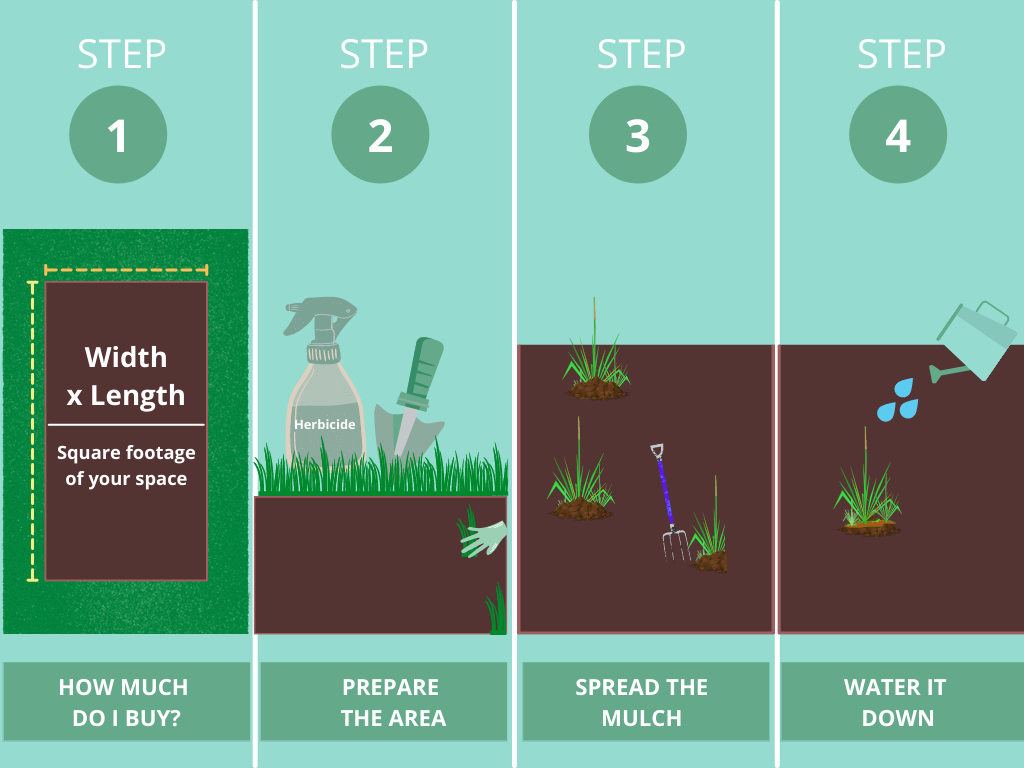 STEP
1
Width
x Length
Square footage
of your space
HOW MUCH
DO I BUY?
STEP
2
Herbicide
PREPARE
THE AREA
STEP
3
SPREAD THE
MULCH
STEP
4
WATER IT
DOWN